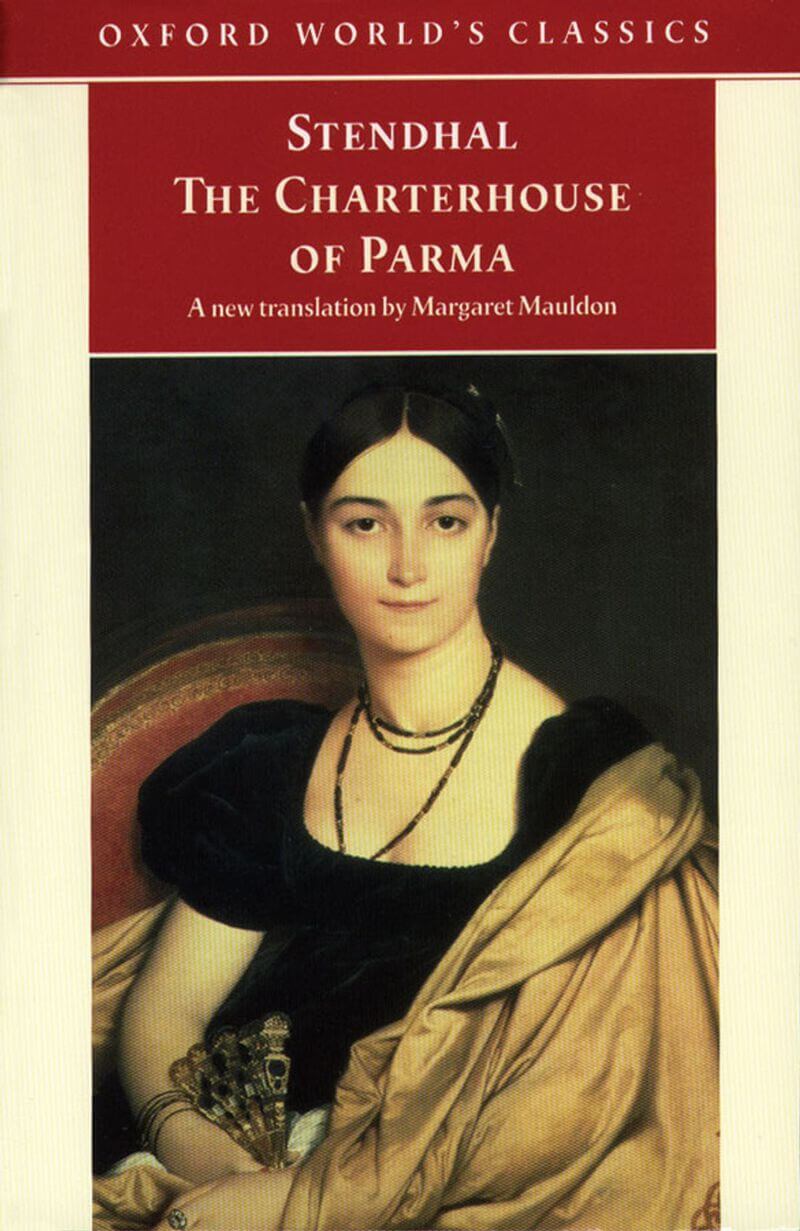 OXFORD WORLD'S CLASSICS
STENDHAL
THE CHARTERHOUSE
OF PARMA
A new translation by Margaret Mauldon